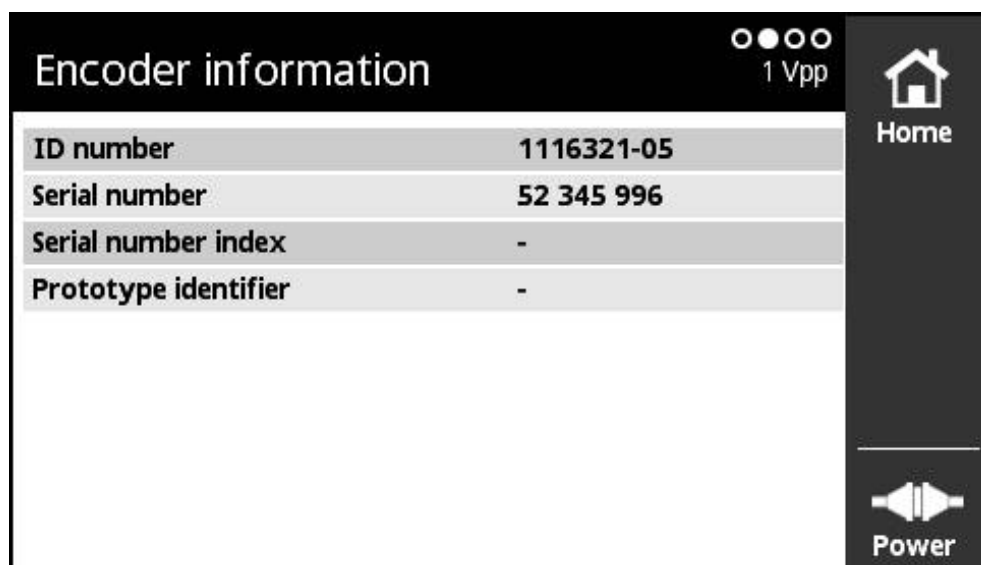 Encoder information
1 Vpp
Home
ID number 1116321-05
Serial number 52 345 996
Serial number index -
Prototype identifier -
Power